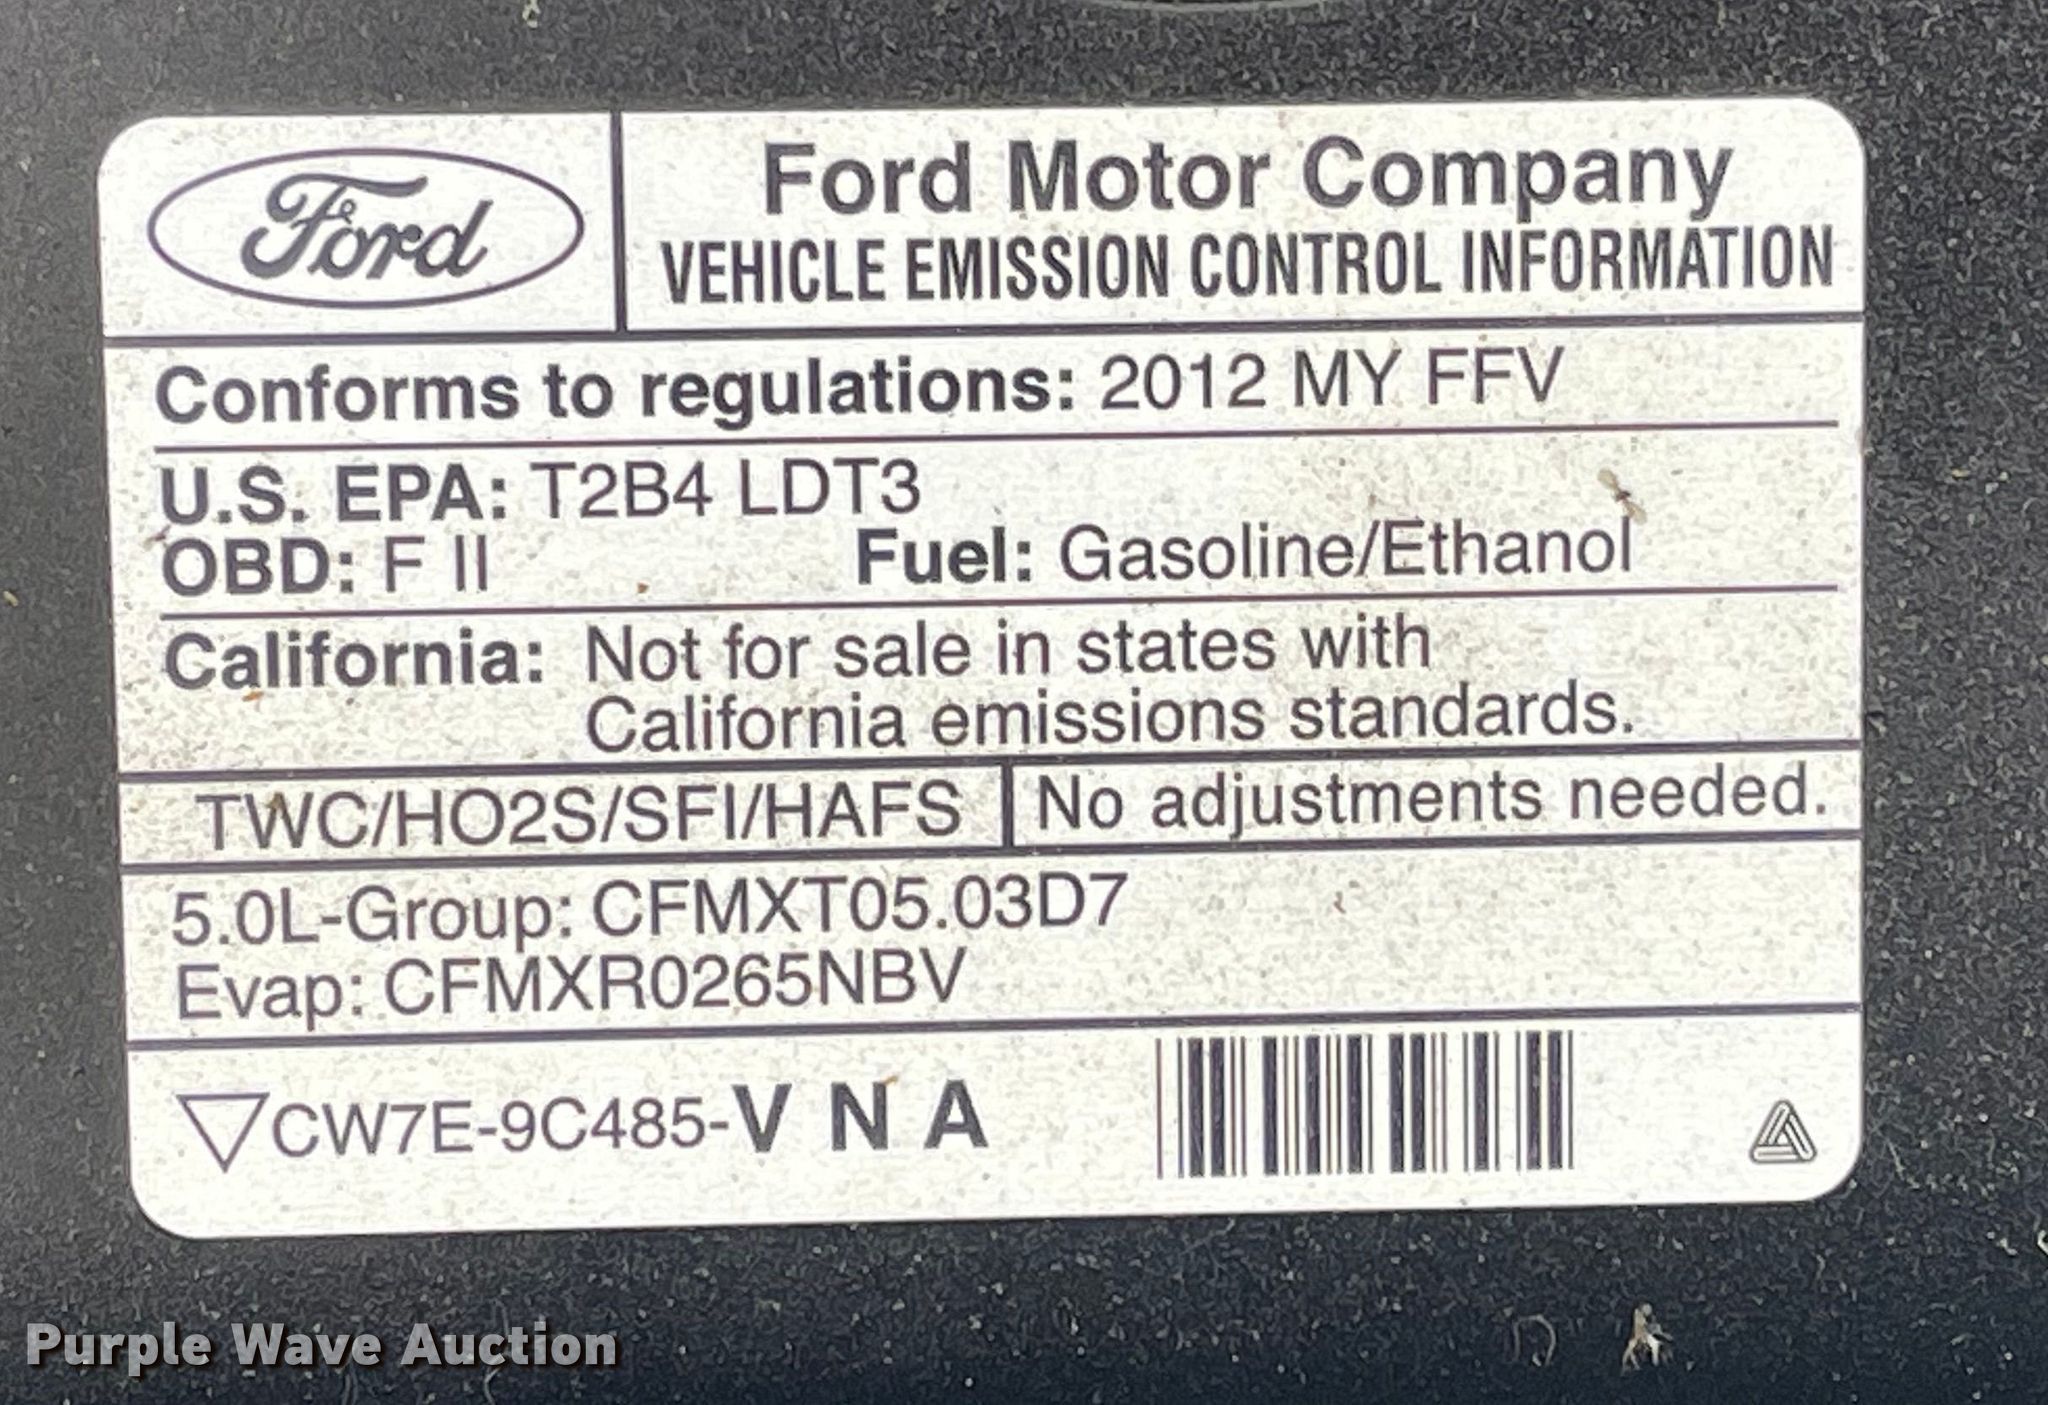 Ford
Ford Motor Company
VEHICLE EMISSION CONTROL INFORMATION
Conforms to regulations: 2012 MY FFV
U.S. EPA: T2B4 LDT3
OBD: F II Fuel: Gasoline/Ethanol
California: Not for sale in states with
California emissions standards.
TWC/HO2S/SFI/HAFS No adjustments needed.
5.0L-Group: CFMXT05.03D7
Evap: CFMXR0265NBV
CW7E-9C485-V N A
Purple Wave Auction